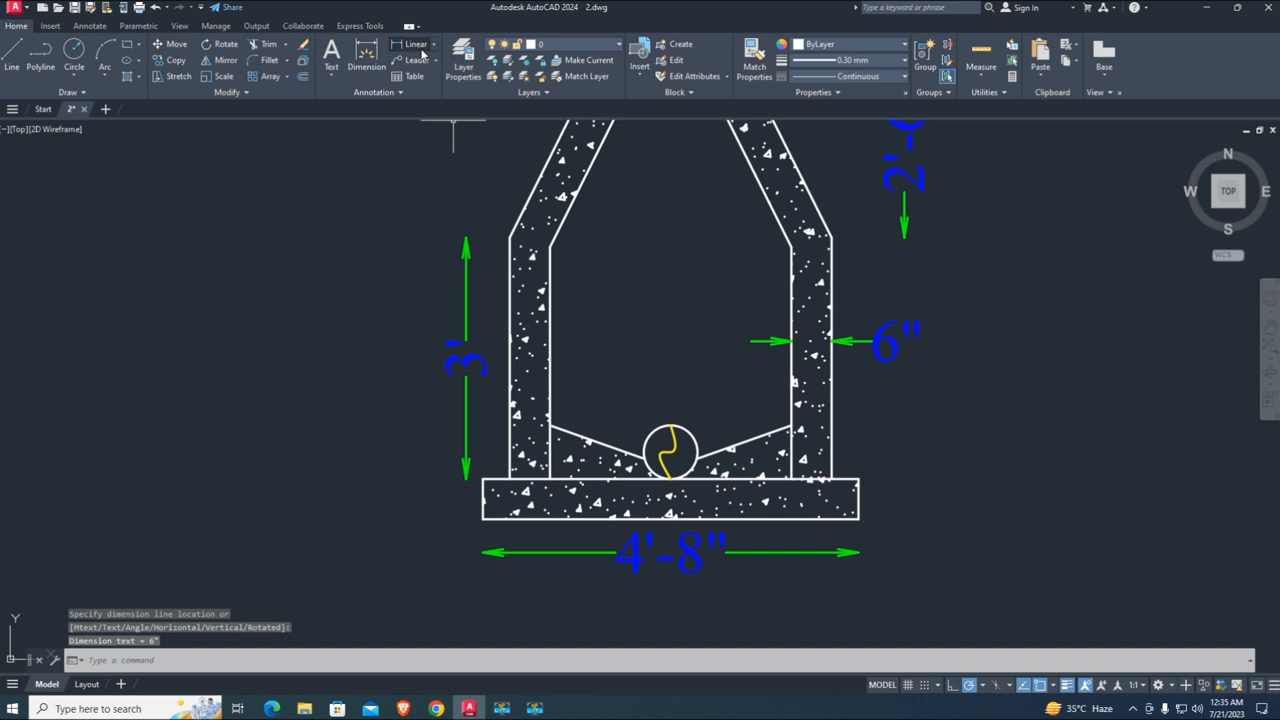 Share
Autodesk AutoCAD 2024 2.dwg
Type a keyword or phrase
Sign In
Home Insert Annotate Parametric View Manage Output Collaborate Express Tools
Line
Polyline
Circle
Arc
Move Rotate Trim
Copy Mirror Fillet
Stretch Scale Array
Text
Dimension
Linear
Leader
Table
Layer
Properties
0
Make Current
Match Layer
Insert
Create
Edit
Edit Attributes
Match
Properties
ByLayer
0.30 mm
Continuous
Group
Measure
Paste
Base
Draw Modify Annotation Layers Block Properties Groups Utilities Clipboard View
Start 2*
[−][Top][2D Wireframe]
N
W TOP E
S
WCS
3'
6"
4'-8"
Y
Specify dimension line location or
[Mtext/Text/Angle/Horizontal/Vertical/Rotated]:
Dimension text = 6"
Type a command
Model Layout
MODEL
1:1
Type here to search
35°C Haze
12:35 AM
7/21/2023